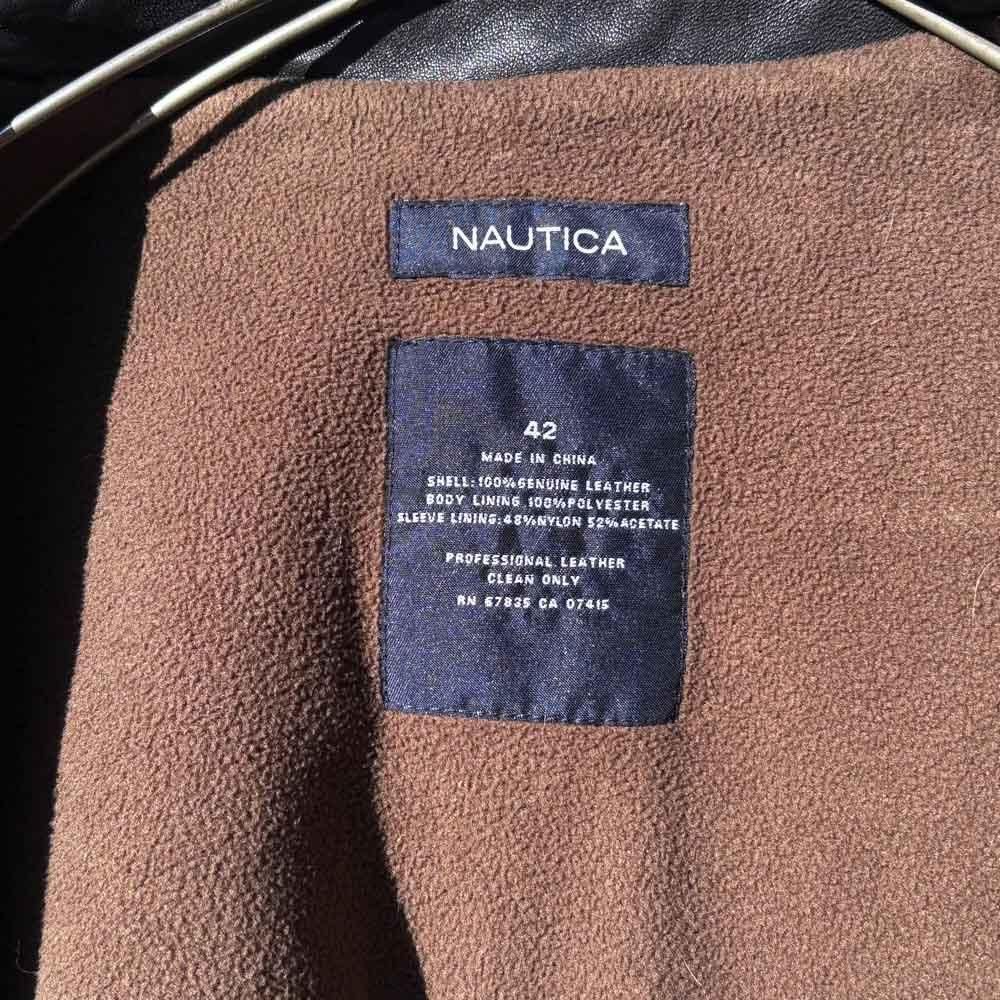 NAUTICA
42
MADE IN CHINA
SHELL: 100% GENUINE LEATHER
BODY LINING 100% POLYESTER
SLEEVE LINING: 48% NYLON 52% ACETATE
PROFESSIONAL LEATHER
CLEAN ONLY
RN 67835 CA 07415